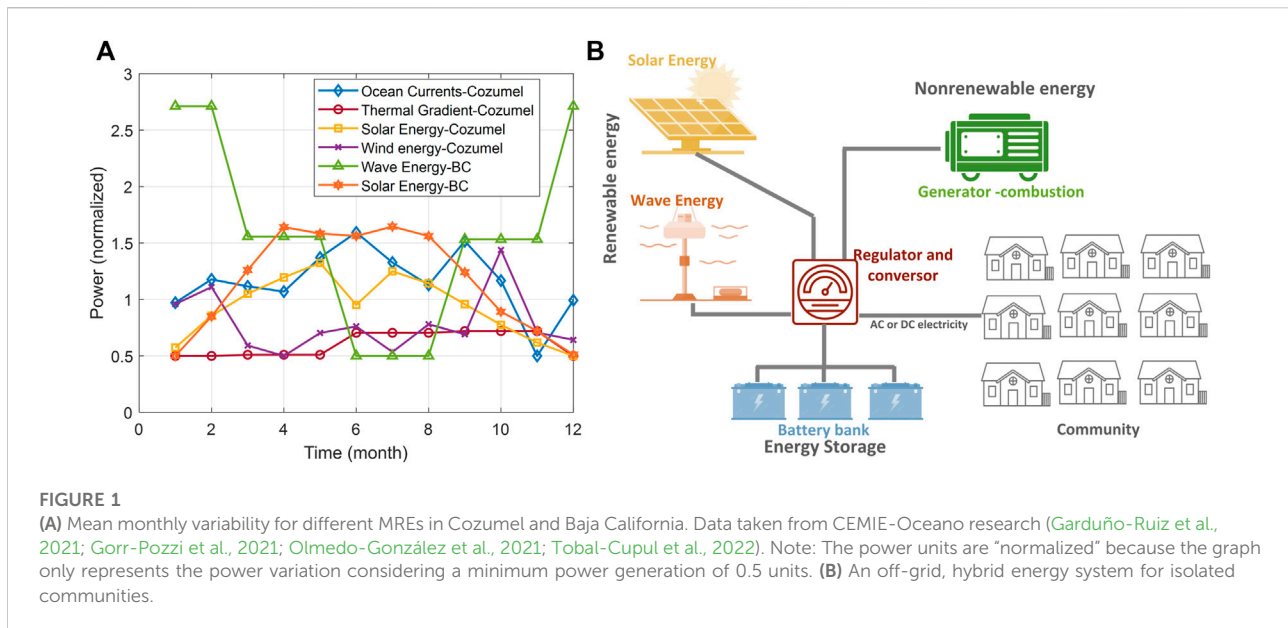 A
Power (normalized)
3
2.5
2
1.5
1
0.5
0
0
2
4
6
8
10
12
Time (month)
Ocean Currents-Cozumel
Thermal Gradient-Cozumel
Solar Energy-Cozumel
Wind energy-Cozumel
Wave Energy-BC
Solar Energy-BC
B
Solar Energy
Renewable energy
Nonrenewable energy
Generator -combustion
Wave Energy
Regulator and
conversor
AC or DC electricity
Battery bank
Energy Storage
Community
FIGURE 1
(A) Mean monthly variability for different MREs in Cozumel and Baja California. Data taken from CEMIE-Oceano research (Garduño-Ruiz et al.,
2021; Gorr-Pozzi et al., 2021; Olmedo-González et al., 2021; Tobal-Cupul et al., 2022). Note: The power units are “normalized” because the graph
only represents the power variation considering a minimum power generation of 0.5 units. (B) An off-grid, hybrid energy system for isolated
communities.